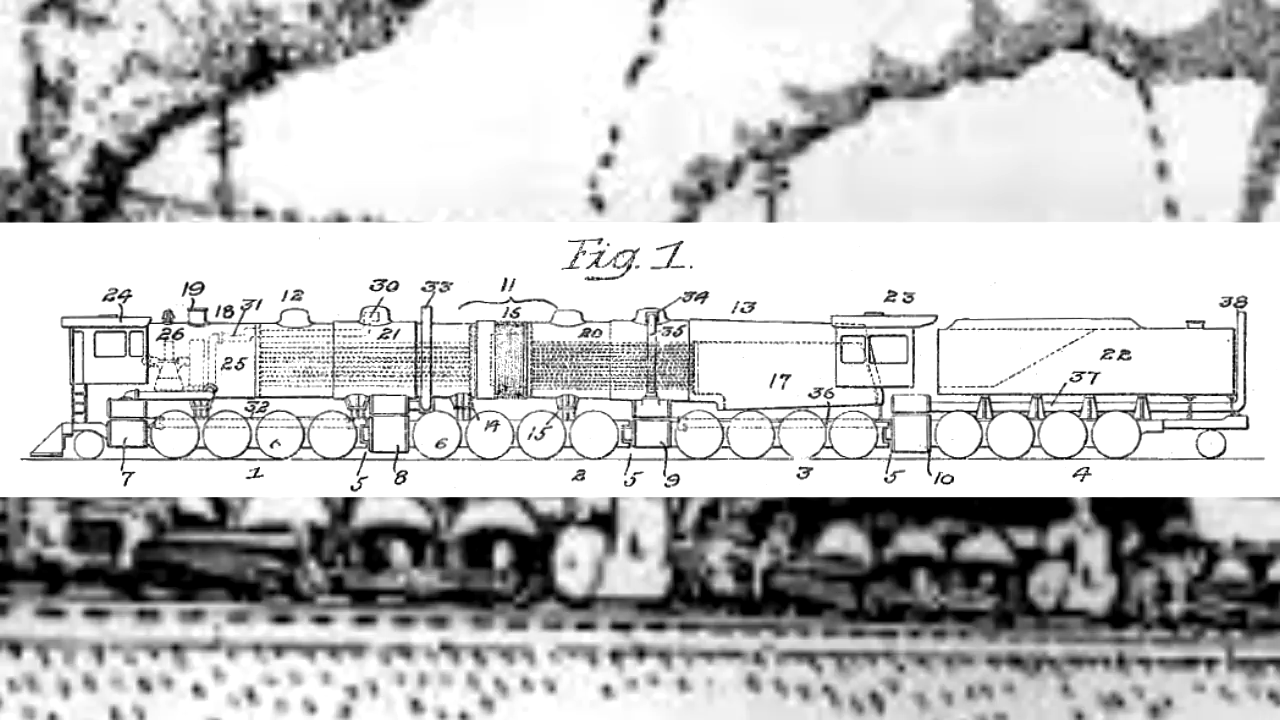 Fig. 1.
24 19 18 31 12 30 33 11 15 34 13 23 38
26 25 21 20 35 17 22
32 36 37
6 6 14 15
7 1 5 8 2 5 9 3 5 10 4